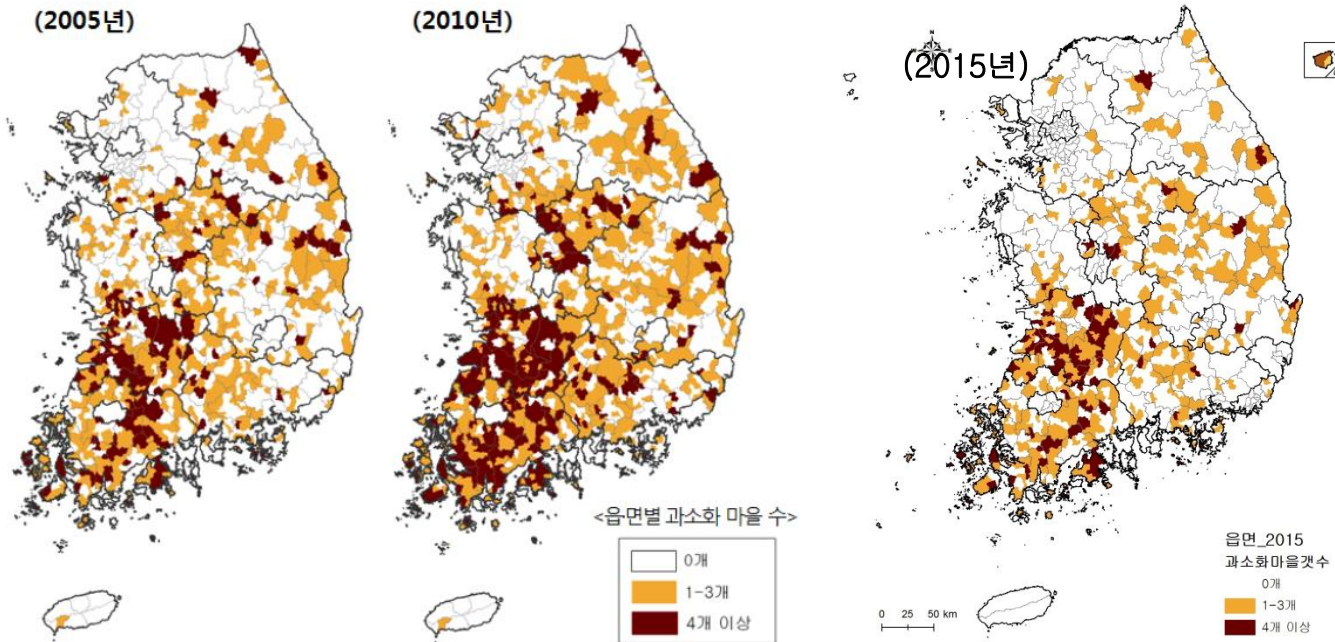 (2005년)
(2010년)
(2015년)
N
<읍·면별 과소화 마을 수>
0개
1-3개
4개 이상
읍면_2015
과소화마을갯수
0개
1-3개
4개 이상
0 25 50 km